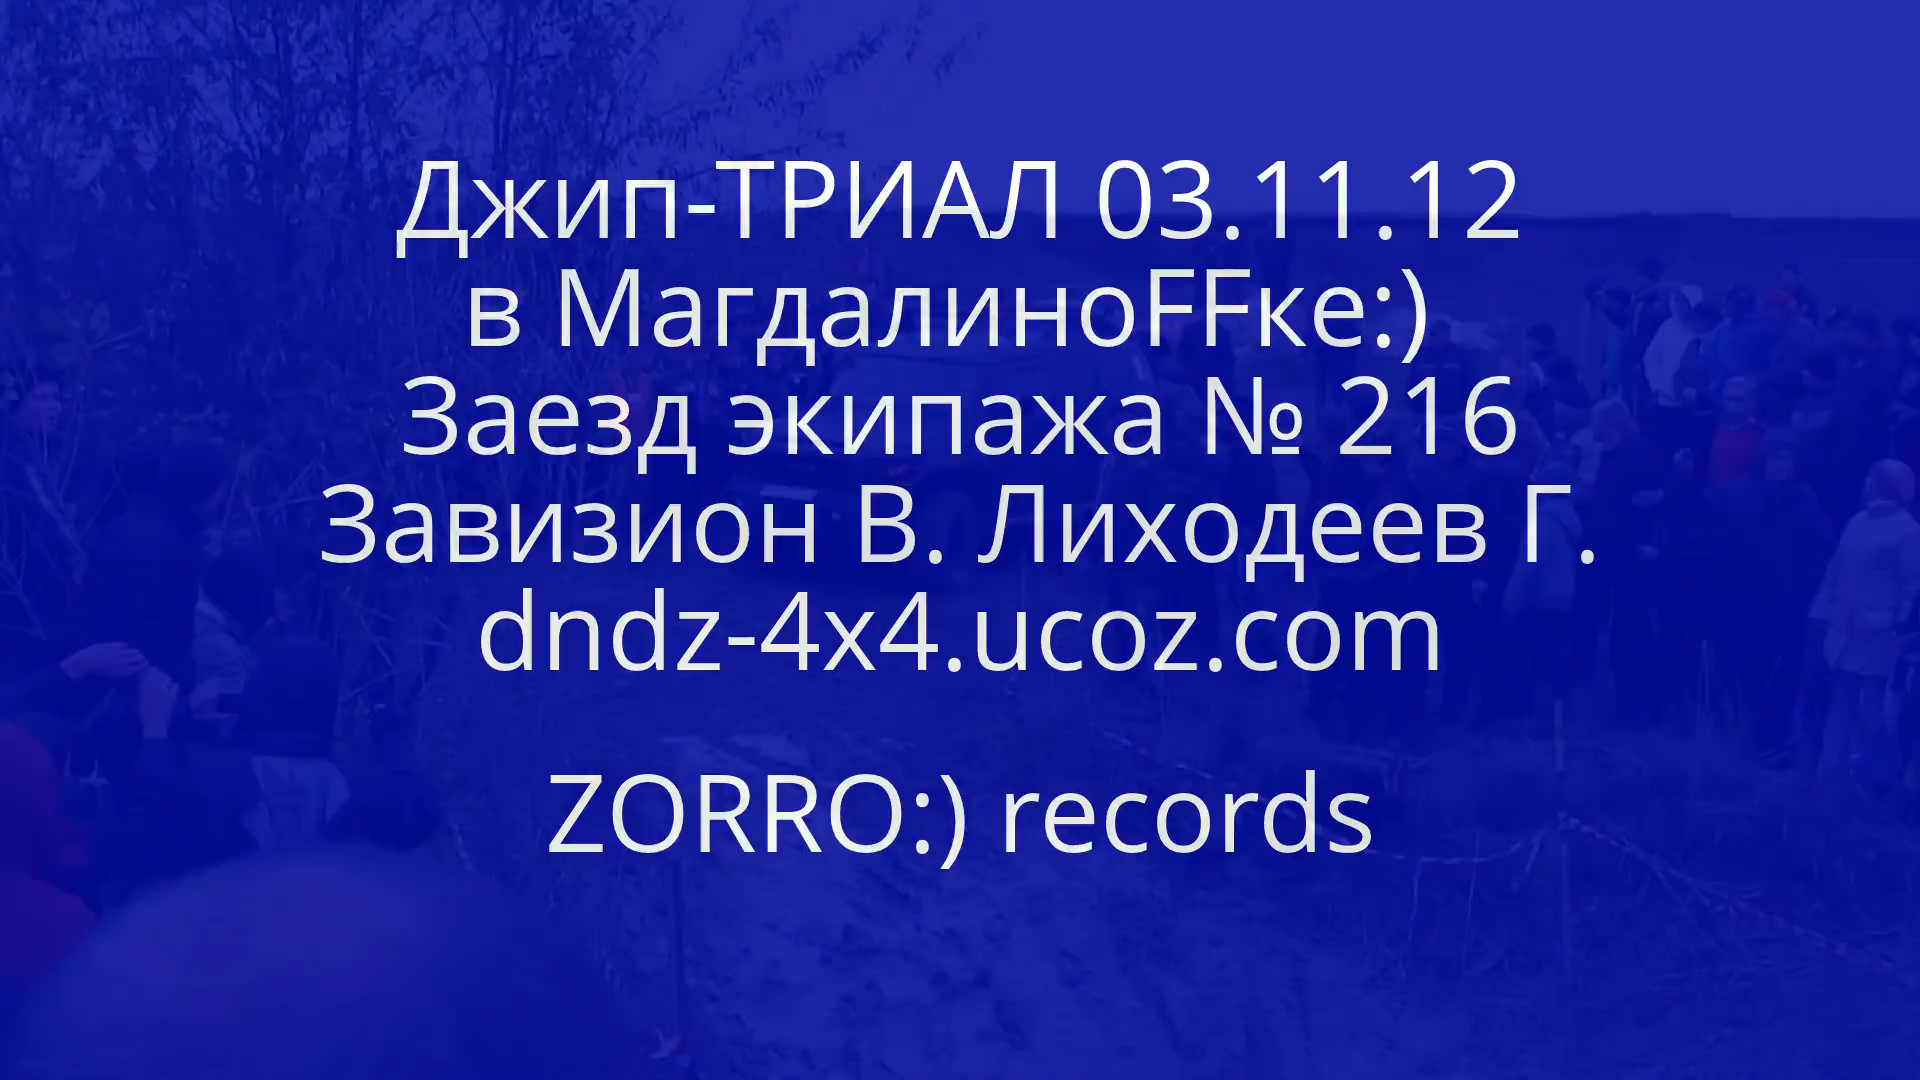 Джип-ТРИАЛ 03.11.12
в МагдалиноFFке:)
Заезд экипажа № 216
Завизион В. Лиходеев Г.
dndz-4x4.ucoz.com
ZORRO:) records